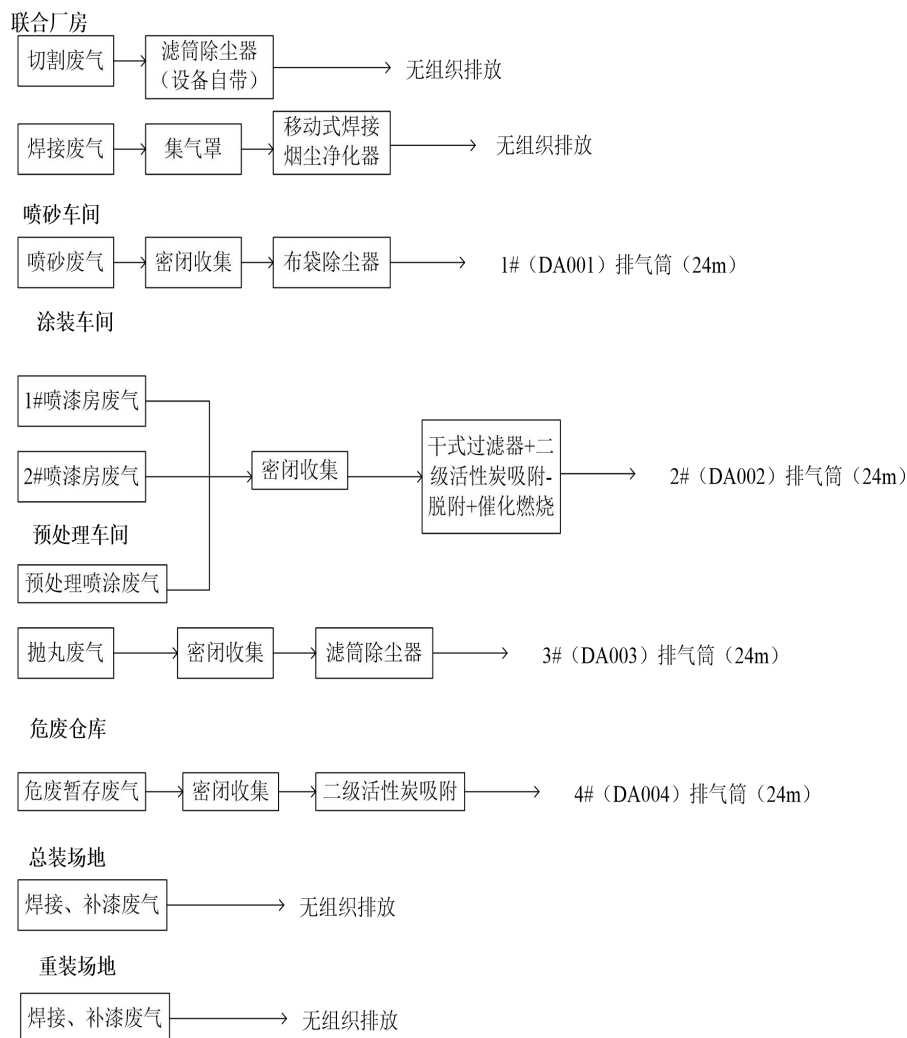 联合厂房
切割废气
滤筒除尘器
（设备自带）
无组织排放
焊接废气
集气罩
移动式焊接
烟尘净化器
无组织排放
喷砂车间
喷砂废气
密闭收集
布袋除尘器
1#（DA001）排气筒（24m）
涂装车间
1#喷漆房废气
2#喷漆房废气
密闭收集
干式过滤器+二
级活性炭吸附-
脱附+催化燃烧
2#（DA002）排气筒（24m）
预处理车间
预处理喷涂废气
抛丸废气
密闭收集
滤筒除尘器
3#（DA003）排气筒（24m）
危废仓库
危废暂存废气
密闭收集
二级活性炭吸附
4#（DA004）排气筒（24m）
总装场地
焊接、补漆废气
无组织排放
重装场地
焊接、补漆废气
无组织排放